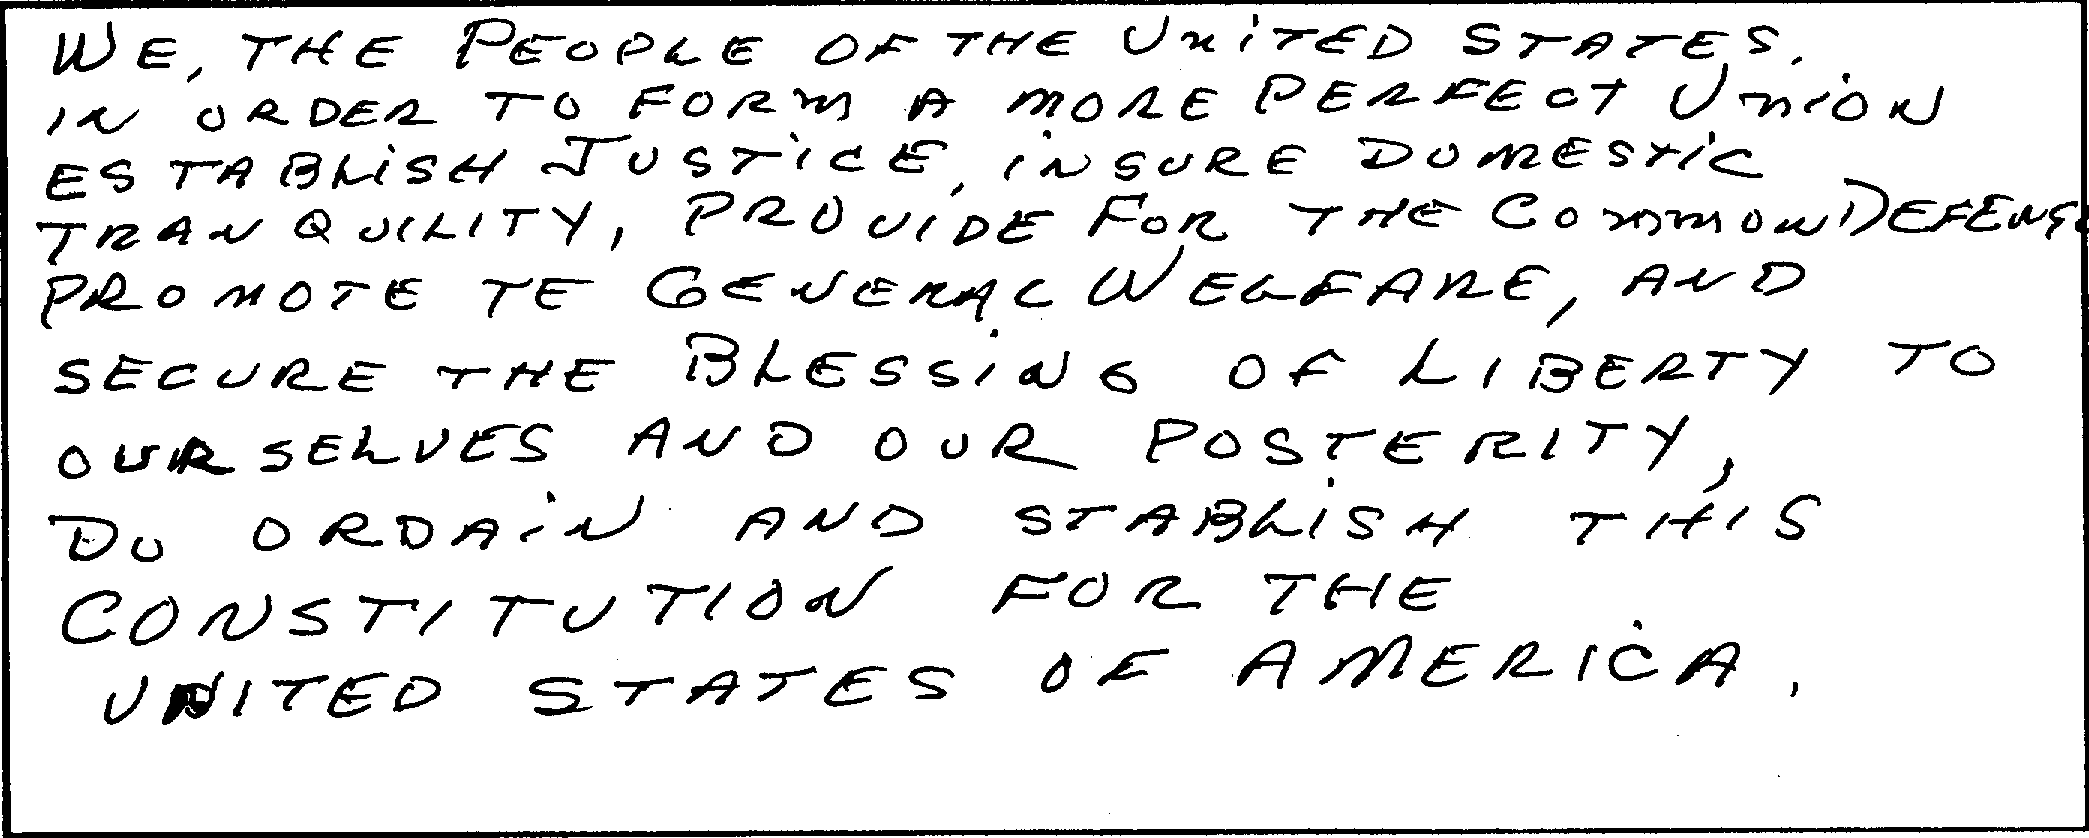 WE, THE PEOPLE OF THE UNITED STATES,
IN ORDER TO FORM A MORE PERFECT UNION
ESTABLISH JUSTICE, INSURE DOMESTIC
TRANQUILITY, PROVIDE FOR THE COMMON DEFENSE
PROMOTE TE GENERAL WELFARE, AND
SECURE THE BLESSING OF LIBERTY TO
OURSELVES AND OUR POSTERITY,
DO ORDAIN AND STABLISH THIS
CONSTITUTION FOR THE
UNITED STATES OF AMERICA.